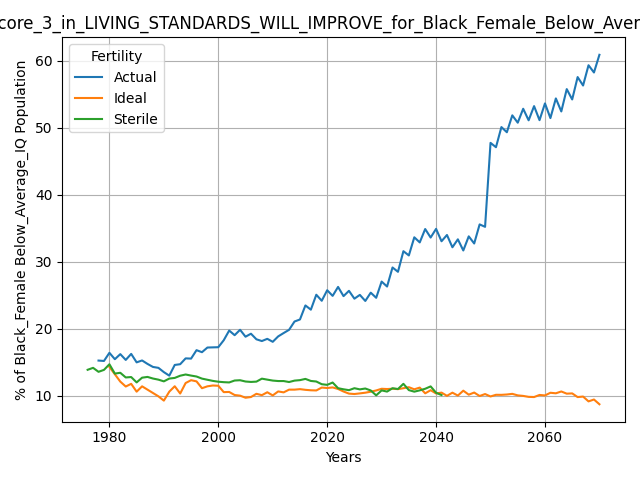 core_3_in_LIVING_STANDARDS_WILL_IMPROVE_for_Black_Female_Below_Aver
Fertility
Actual
Ideal
Sterile
% of Black_Female Below_Average_IQ Population
60
50
40
30
20
10
1980
2000
2020
2040
2060
Years